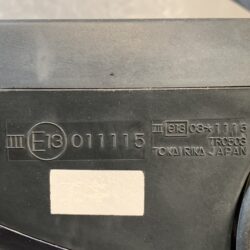 III E13 011115
III e13 03*1115
TR0503
TOKAI RIKA JAPAN